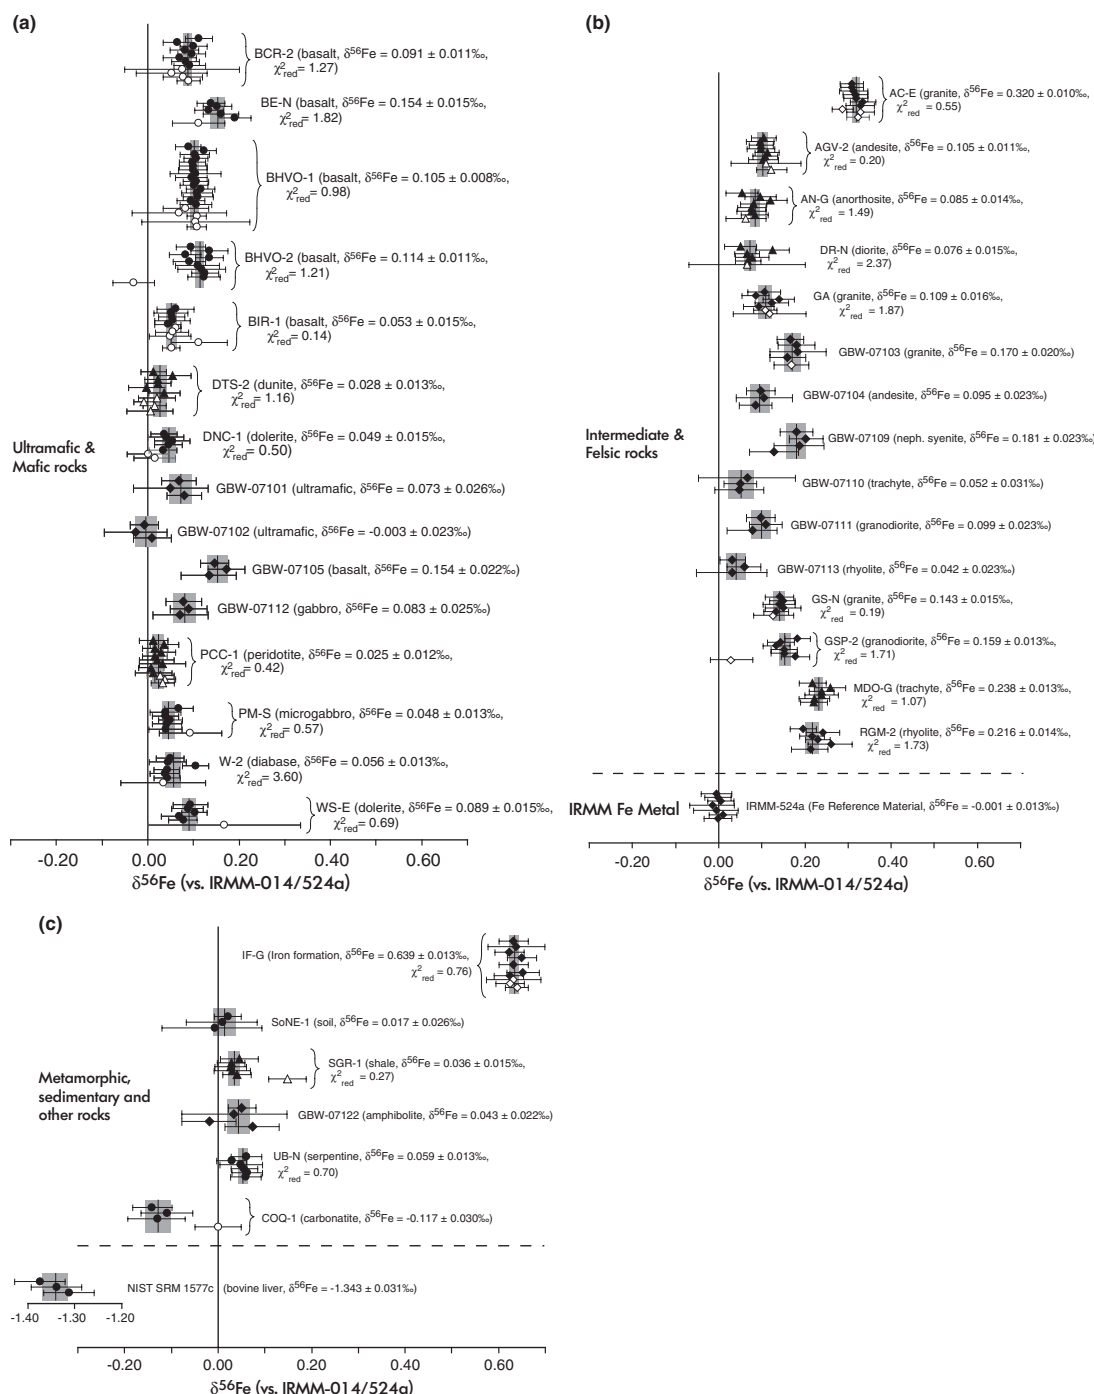 (a)
BCR-2 (basalt, δ⁵⁶Fe = 0.091 ± 0.011‰,
χ²red = 1.27)
BE-N (basalt, δ⁵⁶Fe = 0.154 ± 0.015‰,
χ²red = 1.82)
BHVO-1 (basalt, δ⁵⁶Fe = 0.105 ± 0.008‰,
χ²red = 0.98)
BHVO-2 (basalt, δ⁵⁶Fe = 0.114 ± 0.011‰,
χ²red = 1.21)
BIR-1 (basalt, δ⁵⁶Fe = 0.053 ± 0.015‰,
χ²red = 0.14)
DTS-2 (dunite, δ⁵⁶Fe = 0.028 ± 0.013‰,
χ²red = 1.16)
Ultramafic &
Mafic rocks
DNC-1 (dolerite, δ⁵⁶Fe = 0.049 ± 0.015‰,
χ²red = 0.50)
GBW-07101 (ultramafic, δ⁵⁶Fe = 0.073 ± 0.026‰)
GBW-07102 (ultramafic, δ⁵⁶Fe = -0.003 ± 0.023‰)
GBW-07105 (basalt, δ⁵⁶Fe = 0.154 ± 0.022‰)
GBW-07112 (gabbro, δ⁵⁶Fe = 0.083 ± 0.025‰)
PCC-1 (peridotite, δ⁵⁶Fe = 0.025 ± 0.012‰,
χ²red = 0.42)
PM-S (microgabbro, δ⁵⁶Fe = 0.048 ± 0.013‰,
χ²red = 0.57)
W-2 (diabase, δ⁵⁶Fe = 0.056 ± 0.013‰,
χ²red = 3.60)
WS-E (dolerite, δ⁵⁶Fe = 0.089 ± 0.015‰,
χ²red = 0.69)
-0.20 0.00 0.20 0.40 0.60
δ⁵⁶Fe (vs. IRMM-014/524a)
(b)
AC-E (granite, δ⁵⁶Fe = 0.320 ± 0.010‰,
χ²red = 0.55)
AGV-2 (andesite, δ⁵⁶Fe = 0.105 ± 0.011‰,
χ²red = 0.20)
AN-G (anorthosite, δ⁵⁶Fe = 0.085 ± 0.014‰,
χ²red = 1.49)
DR-N (diorite, δ⁵⁶Fe = 0.076 ± 0.015‰,
χ²red = 2.37)
GA (granite, δ⁵⁶Fe = 0.109 ± 0.016‰,
χ²red = 1.87)
GBW-07103 (granite, δ⁵⁶Fe = 0.170 ± 0.020‰)
GBW-07104 (andesite, δ⁵⁶Fe = 0.095 ± 0.023‰)
Intermediate &
Felsic rocks
GBW-07109 (neph. syenite, δ⁵⁶Fe = 0.181 ± 0.023‰)
GBW-07110 (trachyte, δ⁵⁶Fe = 0.052 ± 0.031‰)
GBW-07111 (granodiorite, δ⁵⁶Fe = 0.099 ± 0.023‰)
GBW-07113 (rhyolite, δ⁵⁶Fe = 0.042 ± 0.023‰)
GS-N (granite, δ⁵⁶Fe = 0.143 ± 0.015‰,
χ²red = 0.19)
GSP-2 (granodiorite, δ⁵⁶Fe = 0.159 ± 0.013‰,
χ²red = 1.71)
MDO-G (trachyte, δ⁵⁶Fe = 0.238 ± 0.013‰,
χ²red = 1.07)
RGM-2 (rhyolite, δ⁵⁶Fe = 0.216 ± 0.014‰,
χ²red = 1.73)
IRMM Fe Metal
IRMM-524a (Fe Reference Material, δ⁵⁶Fe = -0.001 ± 0.013‰)
-0.20 0.00 0.20 0.40 0.60
δ⁵⁶Fe (vs. IRMM-014/524a)
(c)
IF-G (Iron formation, δ⁵⁶Fe = 0.639 ± 0.013‰,
χ²red = 0.76)
SoNE-1 (soil, δ⁵⁶Fe = 0.017 ± 0.026‰)
SGR-1 (shale, δ⁵⁶Fe = 0.036 ± 0.015‰,
χ²red = 0.27)
Metamorphic,
sedimentary and
other rocks
GBW-07122 (amphibolite, δ⁵⁶Fe = 0.043 ± 0.022‰)
UB-N (serpentine, δ⁵⁶Fe = 0.059 ± 0.013‰,
χ²red = 0.70)
COQ-1 (carbonatite, δ⁵⁶Fe = -0.117 ± 0.030‰)
NIST SRM 1577c (bovine liver, δ⁵⁶Fe = -1.343 ± 0.031‰)
-1.40 -1.30 -1.20
-0.20 0.00 0.20 0.40 0.60
δ⁵⁶Fe (vs. IRMM-014/524a)